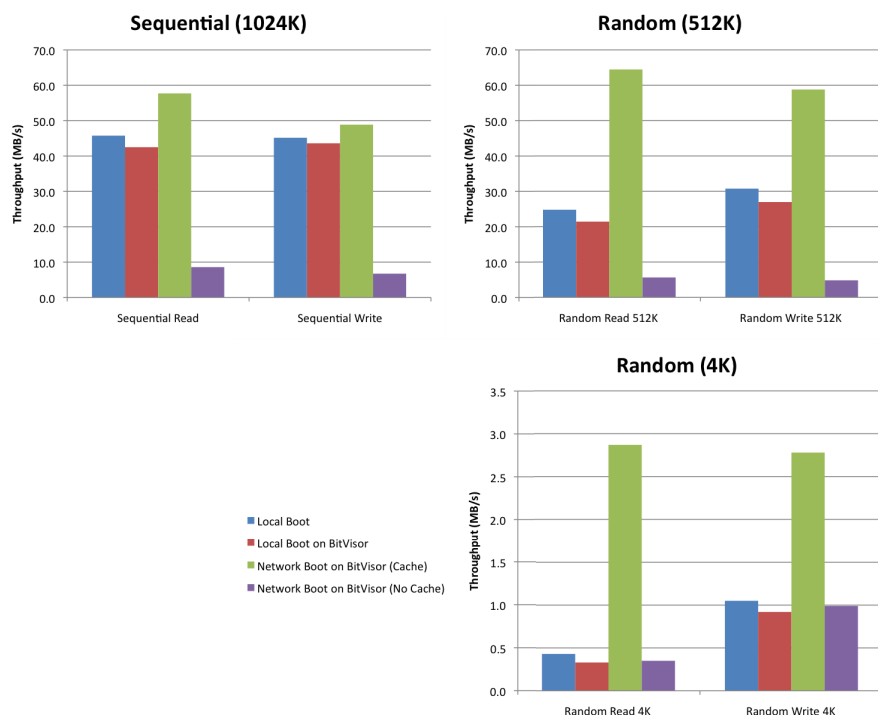 Sequential (1024K)
70.0
60.0
50.0
40.0
30.0
20.0
10.0
0.0
Throughput (MB/s)
Sequential Read
Sequential Write
Random (512K)
70.0
60.0
50.0
40.0
30.0
20.0
10.0
0.0
Throughput (MB/s)
Random Read 512K
Random Write 512K
Random (4K)
3.5
3.0
2.5
2.0
1.5
1.0
0.5
0.0
Throughput (MB/s)
Random Read 4K
Random Write 4K
Local Boot
Local Boot on BitVisor
Network Boot on BitVisor (Cache)
Network Boot on BitVisor (No Cache)